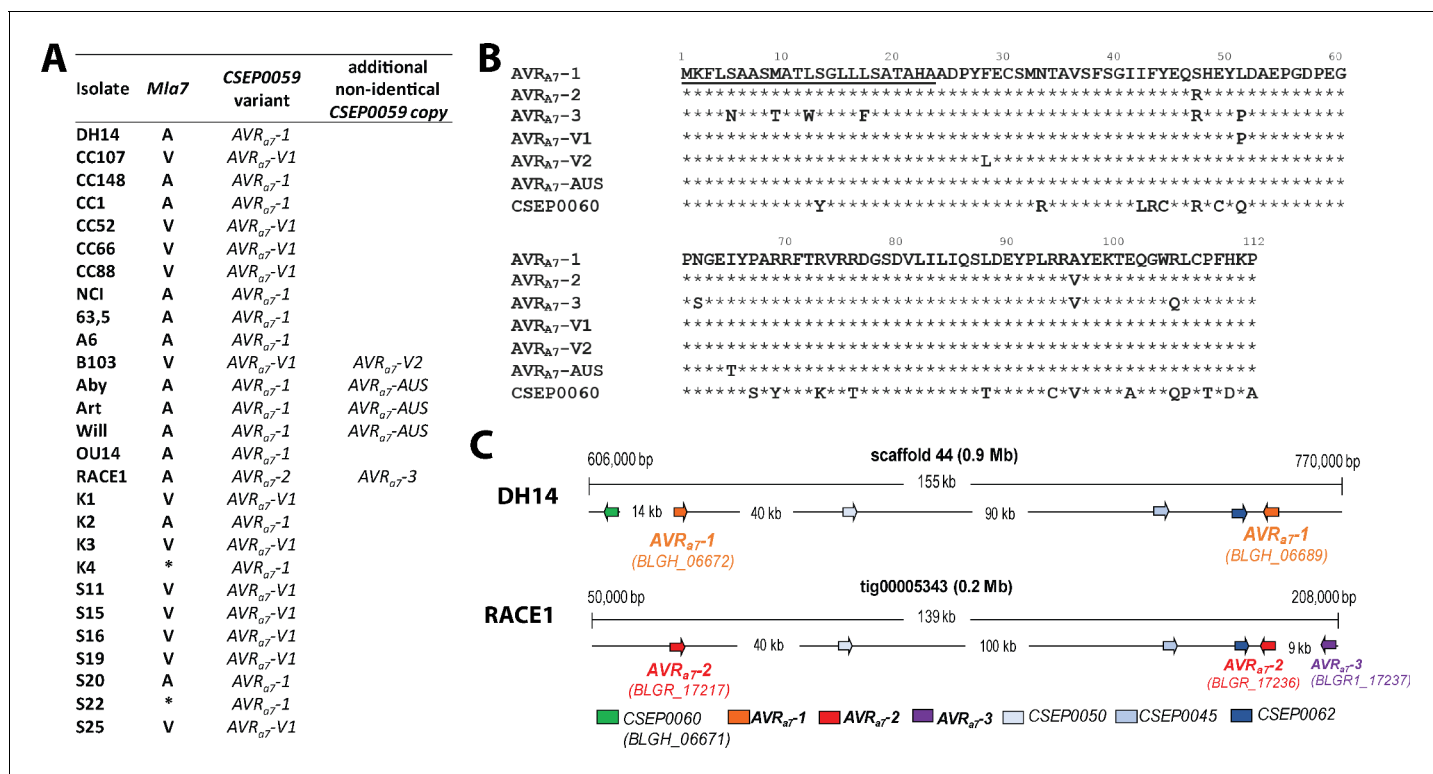 A
Isolate Mla7 CSEP0059 variant additional non-identical CSEP0059 copy
DH14 A AVRa7-1
CC107 V AVRa7-V1
CC148 A AVRa7-1
CC1 A AVRa7-1
CC52 V AVRa7-V1
CC66 V AVRa7-V1
CC88 V AVRa7-V1
NCI A AVRa7-1
63,5 A AVRa7-1
A6 A AVRa7-1
B103 V AVRa7-V1 AVRa7-V2
Aby A AVRa7-1 AVRa7-AUS
Art A AVRa7-1 AVRa7-AUS
Will A AVRa7-1 AVRa7-AUS
OU14 A AVRa7-1
RACE1 A AVRa7-2 AVRa7-3
K1 V AVRa7-V1
K2 A AVRa7-1
K3 V AVRa7-V1
K4 * AVRa7-1
S11 V AVRa7-V1
S15 V AVRa7-V1
S16 V AVRa7-V1
S19 V AVRa7-V1
S20 A AVRa7-1
S22 * AVRa7-1
S25 V AVRa7-V1
B
1 10 20 30 40 50 60
AVRA7-1 MKFLSAASMATLSGLLLSATAHAADPYFECSMNTAVSFSGIIFYEQSHEYLDAEPGDPEG
AVRA7-2 **********************************************R*************
AVRA7-3 ****N***R**W****F*****************************R***P*********
AVRA7-V1 **************************************************P*********
AVRA7-V2 ***************************L********************************
AVRA7-AUS ************************************************************
CSEP0060 ************Y*******************R********LRC**R*G*Q*********
70 80 90 100 112
AVRA7-1 PNGEIYPARRFTRVRRDGSDVLILIQSLDEYPLRRAYEKTEQGWRLCPFHKP
AVRA7-2 ***********************************V****************
AVRA7-3 *S*********************************V********Q*******
AVRA7-V1 ****************************************************
AVRA7-V2 ****************************************************
AVRA7-AUS ****T***********************************************
CSEP0060 ******S*Y***K**T***********T*****C*V****A***QP*T*D*A
C
606,000 bp scaffold 44 (0.9 Mb) 770,000 bp
155 kb
DH14
14 kb 40 kb 90 kb
AVRa7-1 AVRa7-1
(BLGH_06672) (BLGH_06689)
50,000 bp tig00005343 (0.2 Mb) 208,000 bp
139 kb
RACE1
40 kb 100 kb 9 kb
AVRa7-2 AVRa7-2 AVRa7-3
(BLGR_17217) (BLGR_17236) (BLGR1_17237)
CSEP0060 AVRa7-1 AVRa7-2 AVRa7-3 CSEP0050 CSEP0045 CSEP0062
(BLGH_06671)